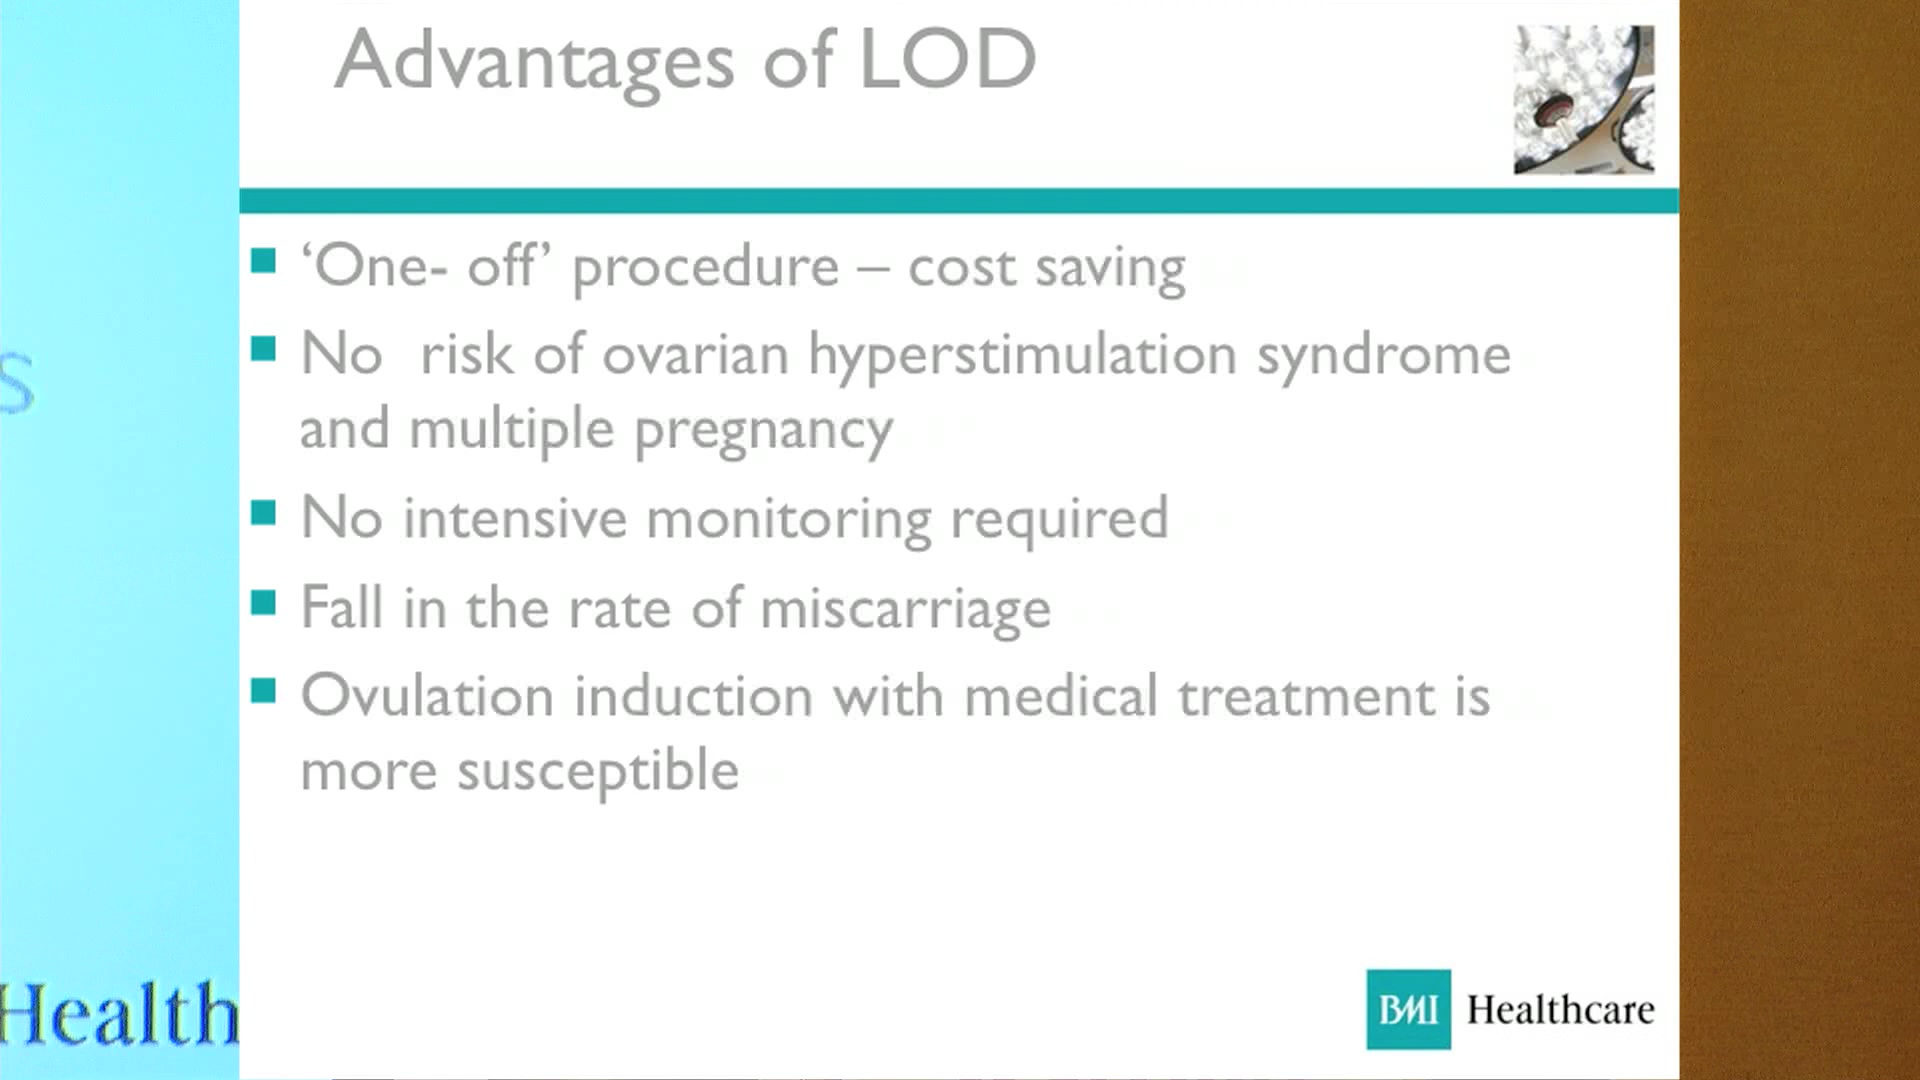 Advantages of LOD
‘One- off’ procedure – cost saving
No  risk of ovarian hyperstimulation syndrome
and multiple pregnancy
No intensive monitoring required
Fall in the rate of miscarriage
Ovulation induction with medical treatment is
more susceptible
s
Health
BMI Healthcare